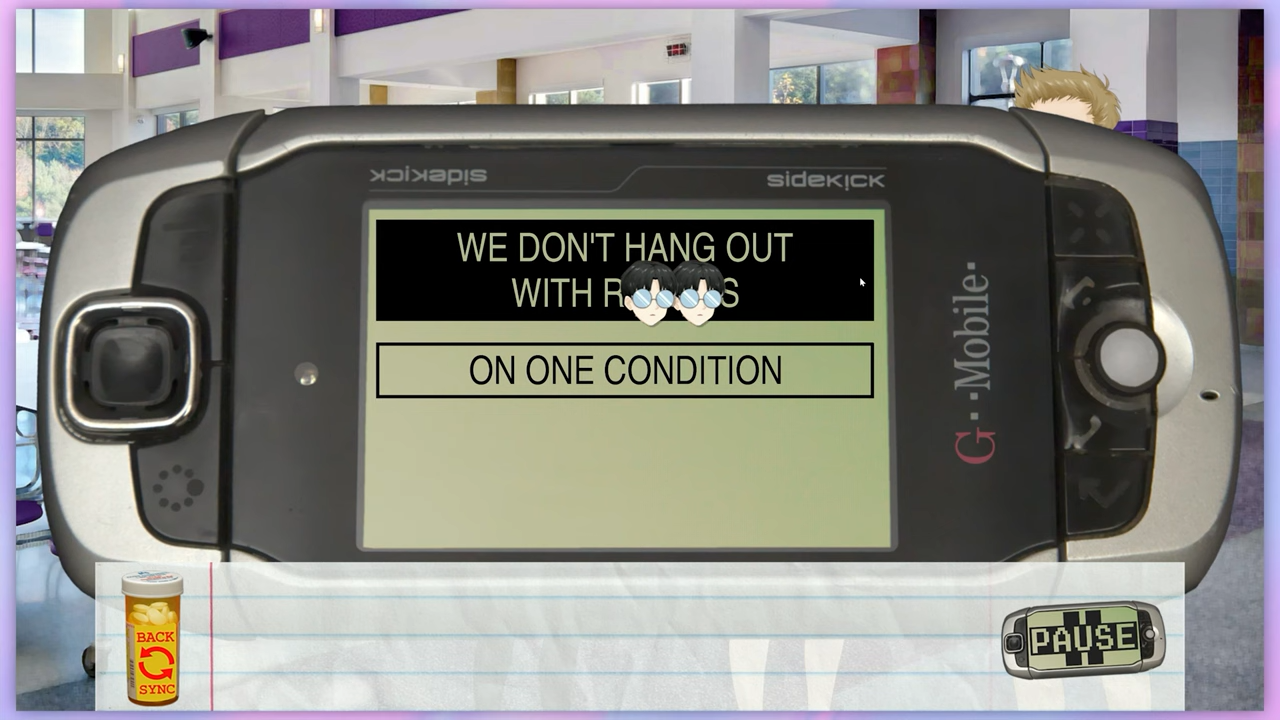 sidekick sidekick
WE DON'T HANG OUT
WITH
ON ONE CONDITION
G··Mobile·
BACK
SYNC
PAUSE